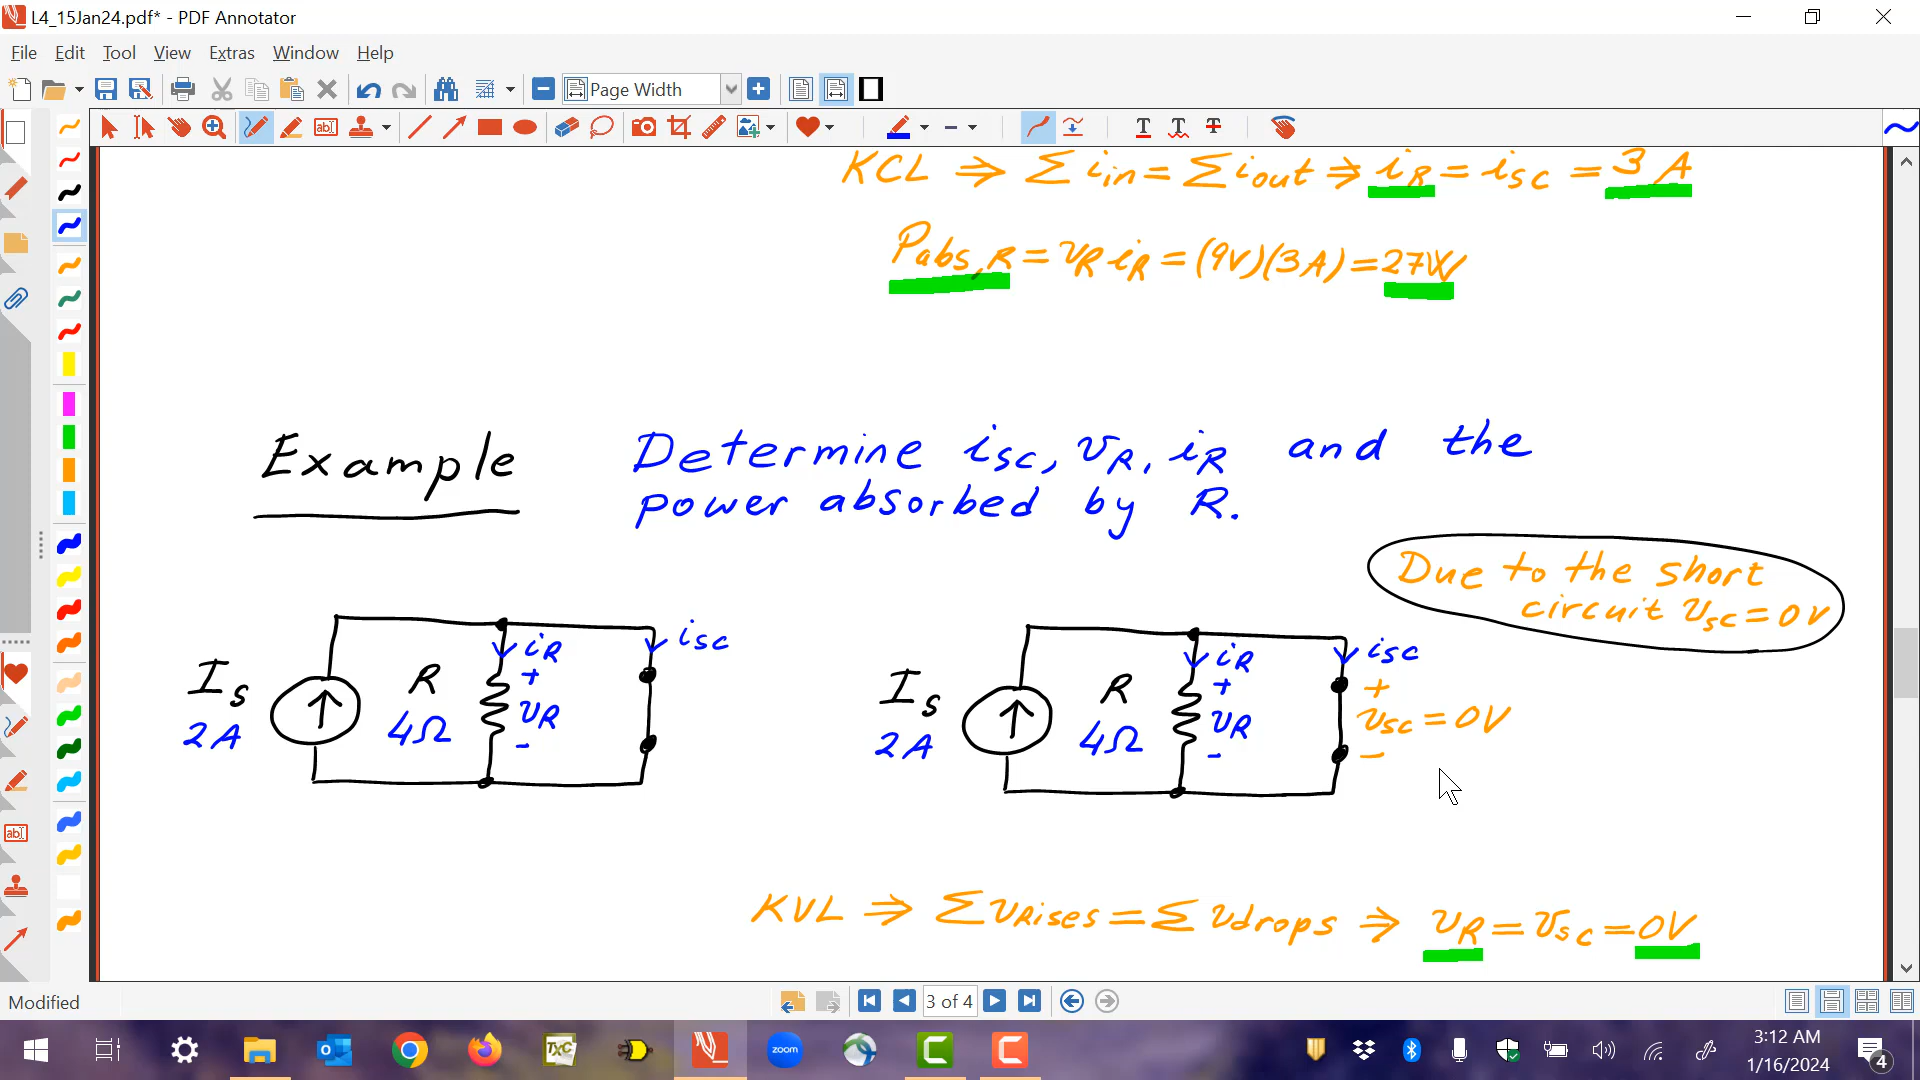 L4_15Jan24.pdf* - PDF Annotator
File Edit Tool View Extras Window Help
Page Width
KCL ⇒ Σ iin = Σ iout ⇒ iR = isc = 3 A
Pabs,R = vR iR = (9V)(3A) = 27W
Example Determine isc, vR, iR and the
power absorbed by R.
Due to the short
circuit vsc = 0V
iR isc
Is R + vR -
2A 4Ω
iR isc
Is R + vR - + vsc = 0V -
2A 4Ω
KVL ⇒ Σ vRises = Σ vdrops ⇒ vR = vsc = 0V
Modified
3 of 4
TXC
zoom
3:12 AM
1/16/2024
4